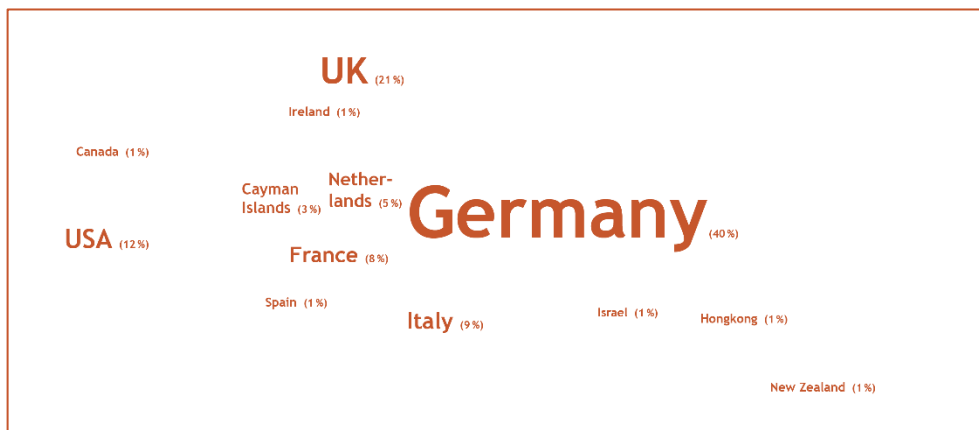 UK (21%)
Ireland (1%)
Canada (1%)
Cayman
Islands (3%)
Nether-
lands (5%)
Germany (40%)
USA (12%)
France (8%)
Spain (1%)
Italy (9%)
Israel (1%)
Hongkong (1%)
New Zealand (1%)